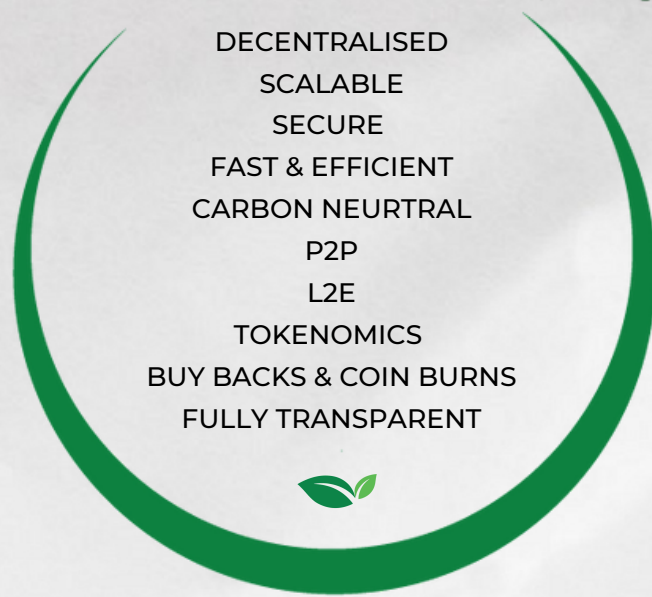 DECENTRALISED
SCALABLE
SECURE
FAST & EFFICIENT
CARBON NEURTRAL
P2P
L2E
TOKENOMICS
BUY BACKS & COIN BURNS
FULLY TRANSPARENT